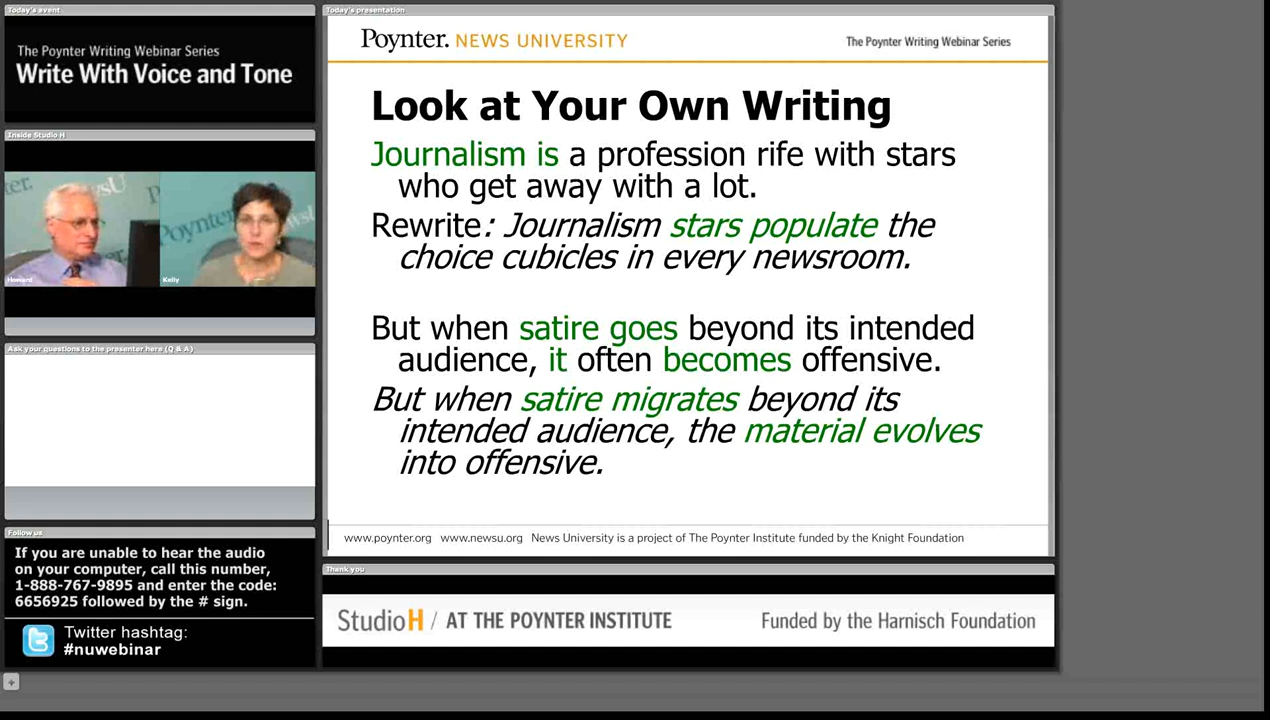 Today's event
The Poynter Writing Webinar Series
Write With Voice and Tone
Inside Studio H
Poynter.
NewsU
Poynter
Howard
Kelly
Ask your questions to the presenter here (Q & A)
Follow us
If you are unable to hear the audio
on your computer, call this number,
1-888-767-9895 and enter the code:
6656925 followed by the # sign.
Twitter hashtag:
#nuwebinar
Today's presentation
Poynter. NEWS UNIVERSITY
The Poynter Writing Webinar Series
Look at Your Own Writing
Journalism is a profession rife with stars
who get away with a lot.
Rewrite: Journalism stars populate the
choice cubicles in every newsroom.
But when satire goes beyond its intended
audience, it often becomes offensive.
But when satire migrates beyond its
intended audience, the material evolves
into offensive.
www.poynter.org www.newsu.org News University is a project of The Poynter Institute funded by the Knight Foundation
Thank you
Studio H / AT THE POYNTER INSTITUTE
Funded by the Harnisch Foundation